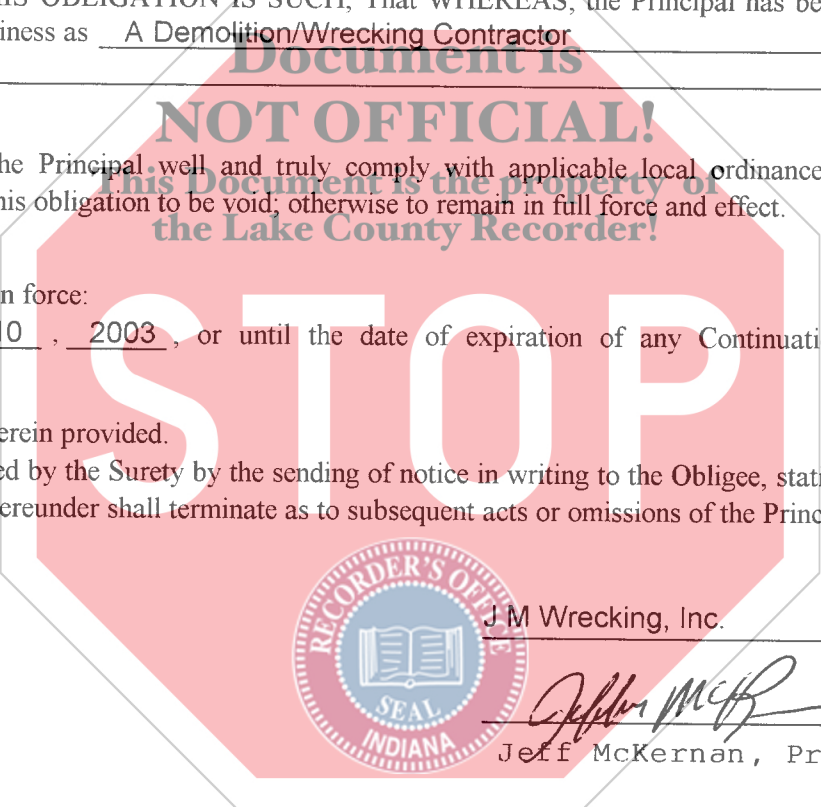 HIS OBLIGATION IS SUCH, That WHEREAS, the Principal has be
iness as A Demolition/Wrecking Contractor
Document is
NOT OFFICIAL!
he Principal well and truly comply with applicable local ordinance
This Document is the property of
his obligation to be void; otherwise to remain in full force and effect.
the Lake County Recorder!
n force:
10 , 2003 , or until the date of expiration of any Continuati
STOP
erein provided.
ed by the Surety by the sending of notice in writing to the Obligee, stati
ereunder shall terminate as to subsequent acts or omissions of the Princ
RECORDER'S OFFICE
SEAL
INDIANA
J M Wrecking, Inc.
Jeff McKernan, Pr